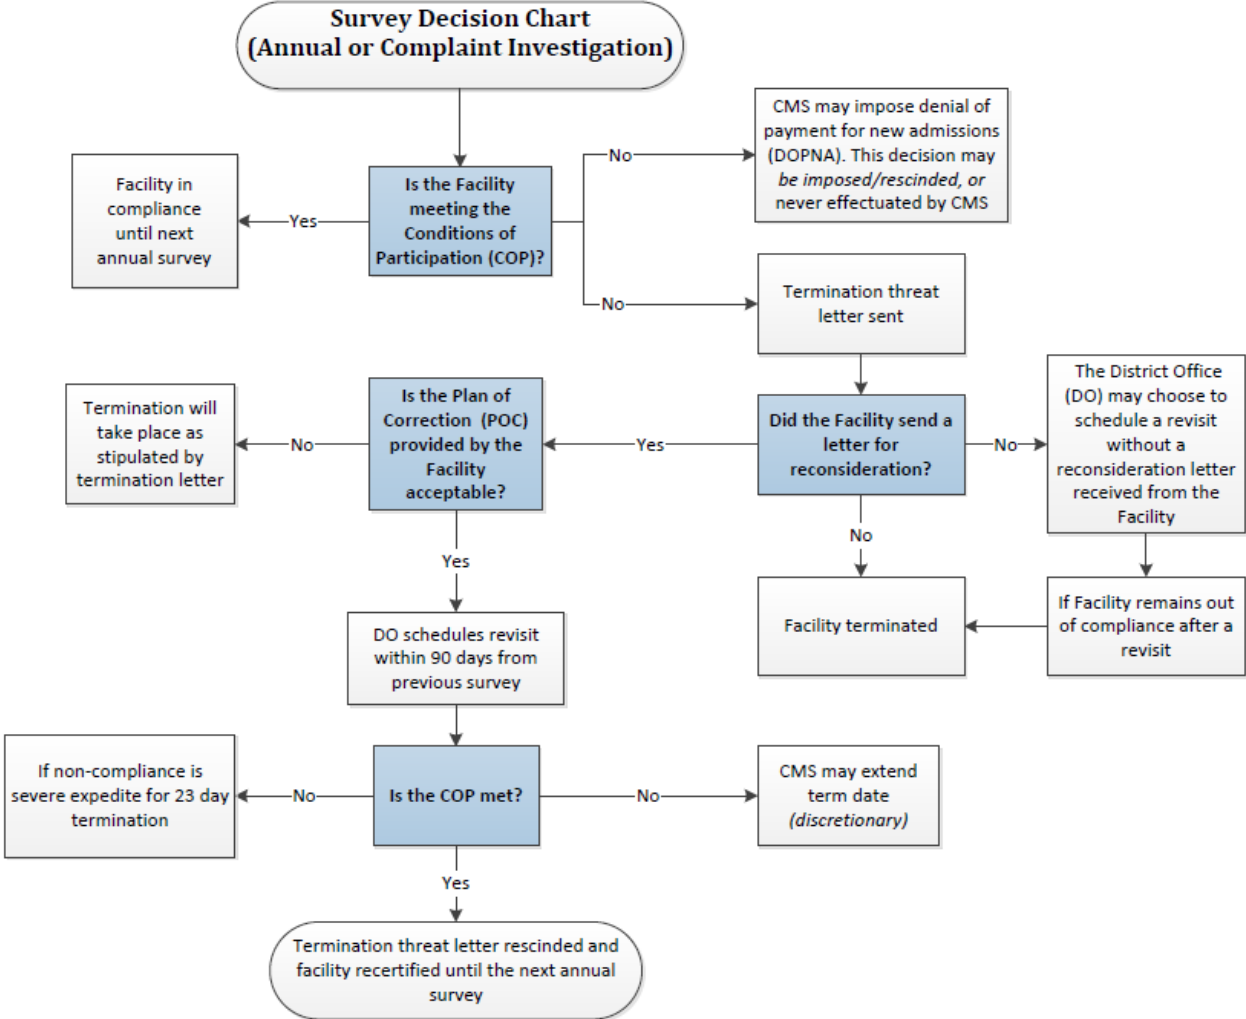 Survey Decision Chart
(Annual or Complaint Investigation)
CMS may impose denial of
payment for new admissions
(DOPNA). This decision may
be imposed/rescinded, or
never effectuated by CMS
No
Facility in
compliance
until next
annual survey
Yes
Is the Facility
meeting the
Conditions of
Participation (COP)?
No
Termination threat
letter sent
Termination will
take place as
stipulated by
termination letter
No
Is the Plan of
Correction (POC)
provided by the
Facility
acceptable?
Yes
Did the Facility send a
letter for
reconsideration?
No
The District Office
(DO) may choose to
schedule a revisit
without a
reconsideration letter
received from the
Facility
Yes
No
DO schedules revisit
within 90 days from
previous survey
Facility terminated
If Facility remains out
of compliance after a
revisit
If non-compliance is
severe expedite for 23 day
termination
No
Is the COP met?
No
CMS may extend
term date
(discretionary)
Yes
Termination threat letter rescinded and
facility recertified until the next annual
survey